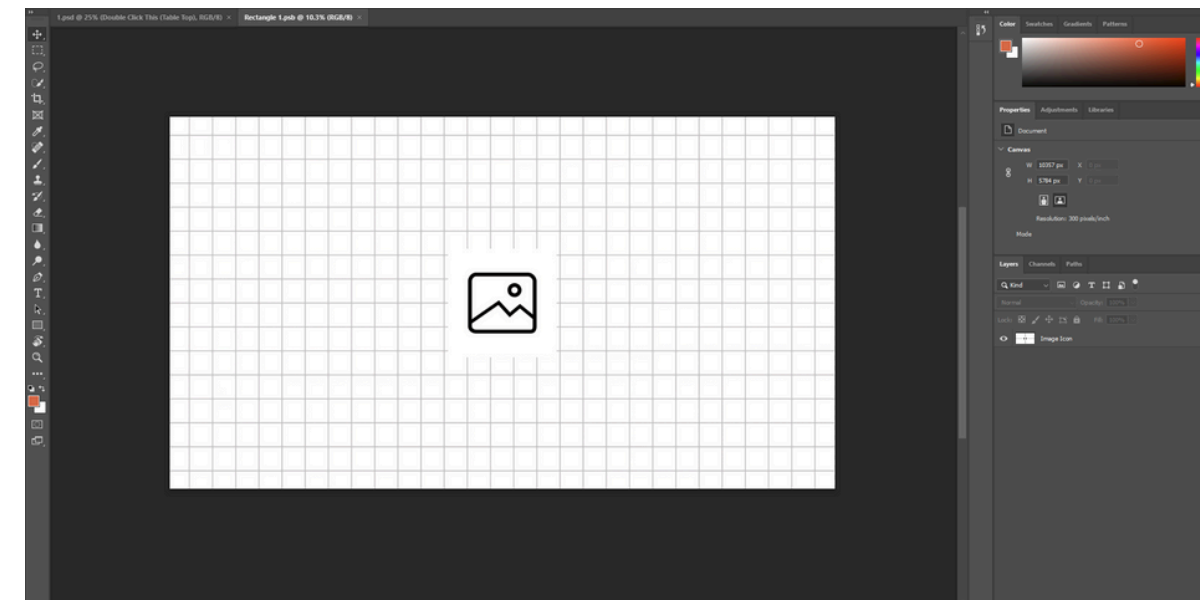 1.psd @ 25% (Double Click This (Table Top), RGB/8) ×
Rectangle 1.psb @ 10.3% (RGB/8) ×
Color Swatches Gradients Patterns
Properties Adjustments Libraries
Document
Canvas
W 10357 px X
H 5784 px Y
Resolution: 300 pixels/inch
Mode
Layers Channels Paths
Kind
Normal Opacity: 100%
Lock: Fill: 100%
Image Icon